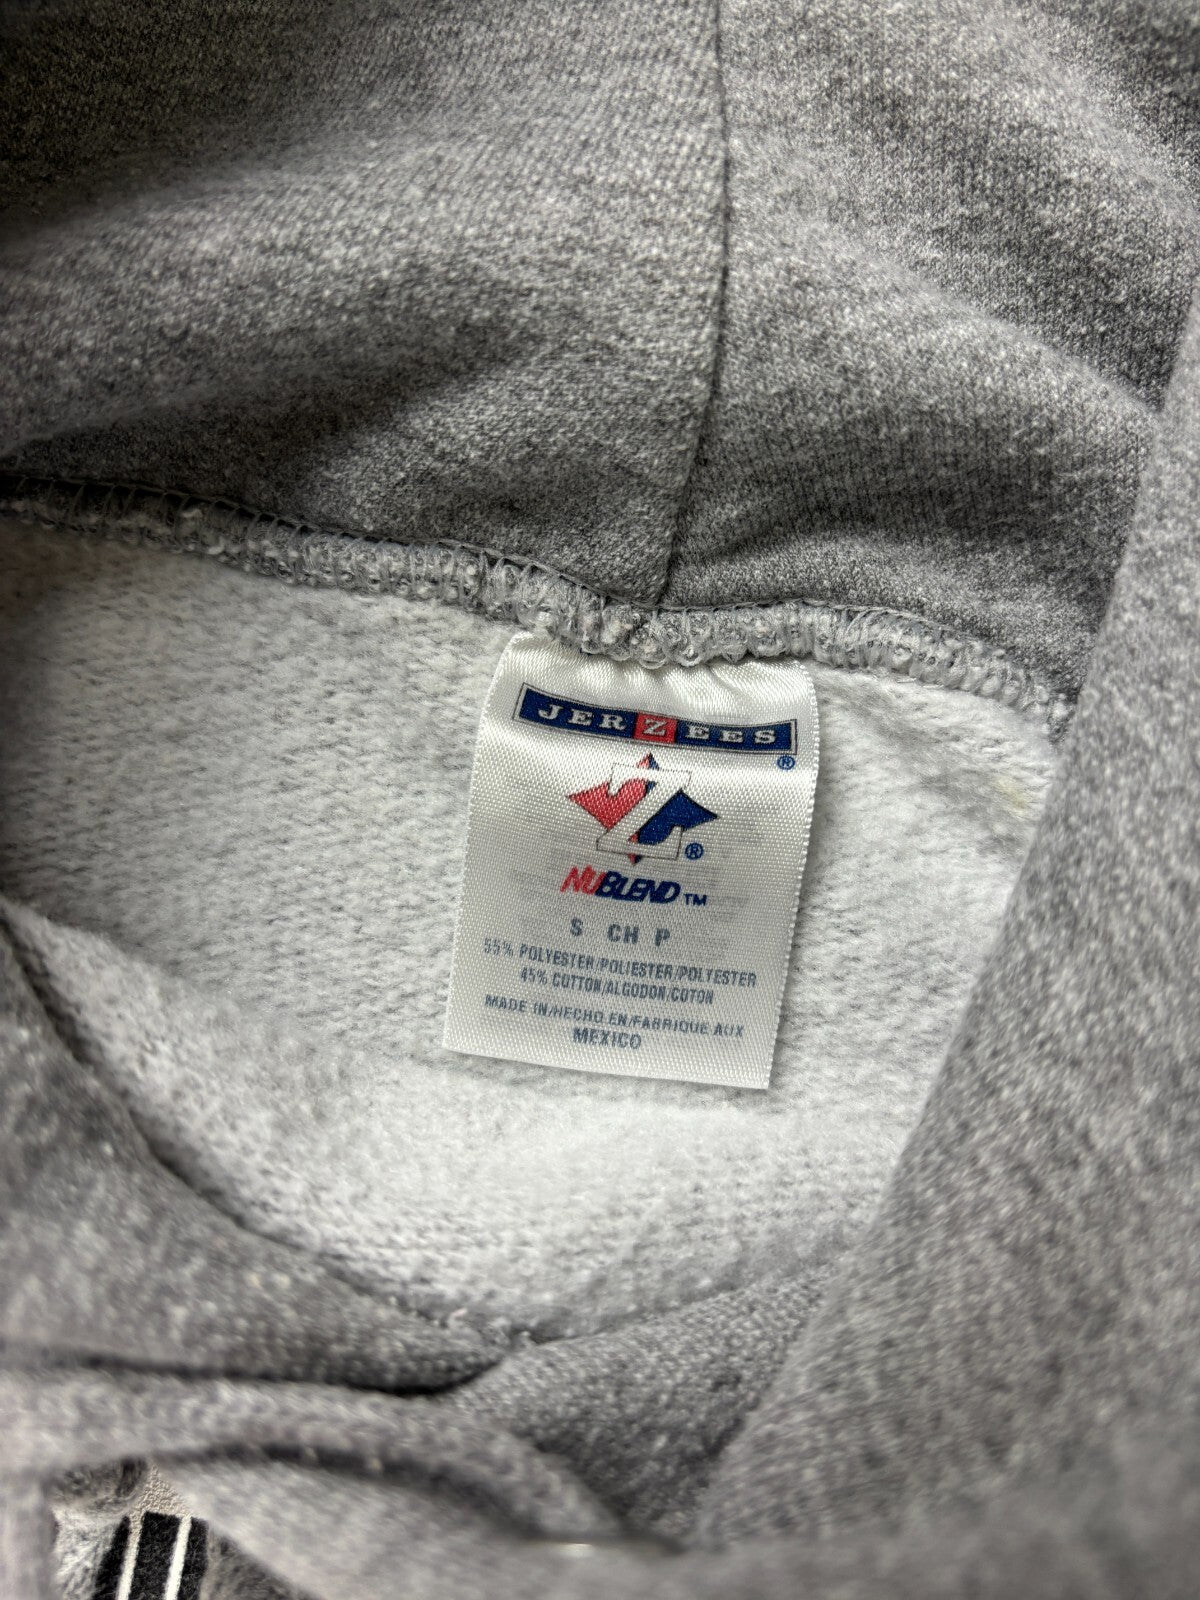 JERZEES®
Z®
NUBLEND™
S CH P
55% POLYESTER/POLIESTER/POLYESTER
45% COTTON/ALGODON/COTON
MADE IN/HECHO EN/FABRIQUE AUX
MEXICO